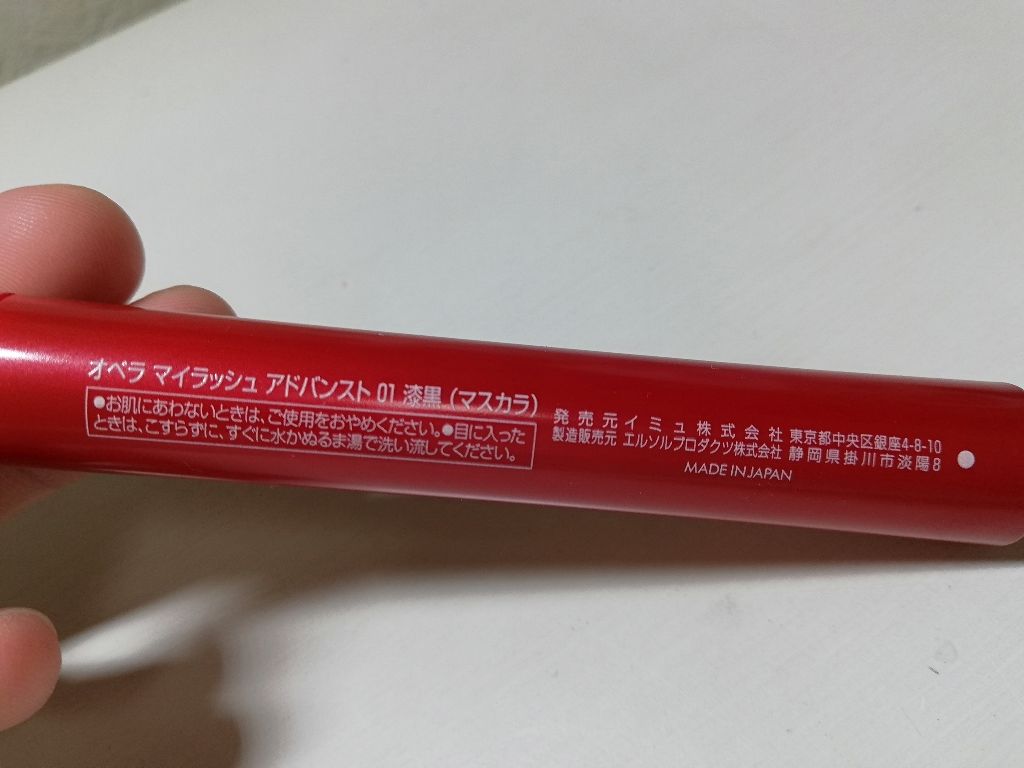 オペラ マイラッシュ アドバンスト 01 漆黒 (マスカラ)
●お肌にあわないときは、ご使用をおやめください。●目に入った
ときは、こすらずに、すぐに水かぬるま湯で洗い流してください。
発売元 イミュ株式会社 東京都中央区銀座4-8-10
製造販売元 エルソルプロダクツ株式会社 静岡県掛川市淡陽8
MADE IN JAPAN